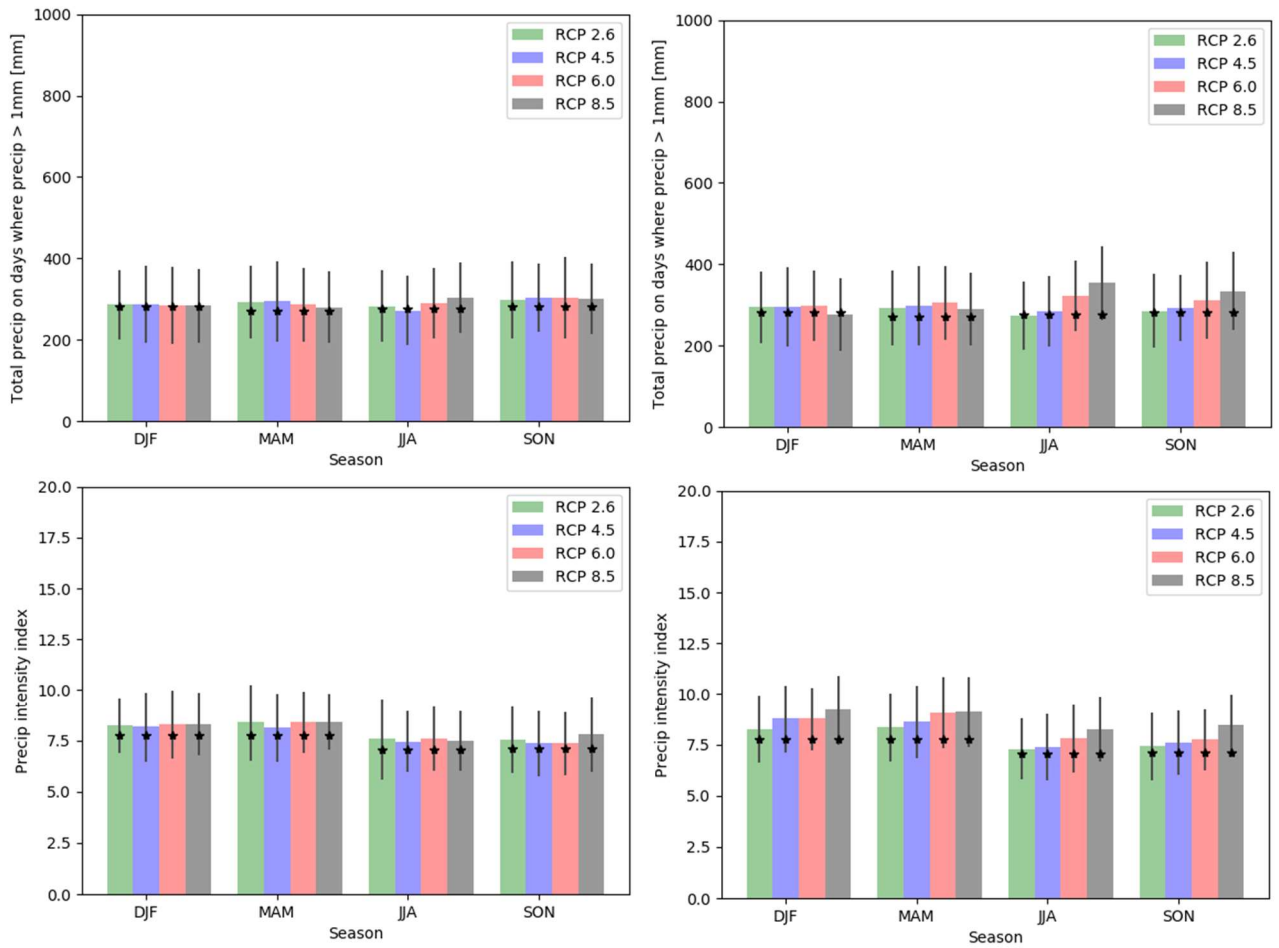 Total precip on days where precip > 1mm [mm]
1000
800
600
400
200
0
RCP 2.6
RCP 4.5
RCP 6.0
RCP 8.5
DJF
MAM
JJA
SON
Season
Total precip on days where precip > 1mm [mm]
1000
800
600
400
200
0
RCP 2.6
RCP 4.5
RCP 6.0
RCP 8.5
DJF
MAM
JJA
SON
Season
Precip intensity index
20.0
17.5
15.0
12.5
10.0
7.5
5.0
2.5
0.0
RCP 2.6
RCP 4.5
RCP 6.0
RCP 8.5
DJF
MAM
JJA
SON
Season
Precip intensity index
20.0
17.5
15.0
12.5
10.0
7.5
5.0
2.5
0.0
RCP 2.6
RCP 4.5
RCP 6.0
RCP 8.5
DJF
MAM
JJA
SON
Season